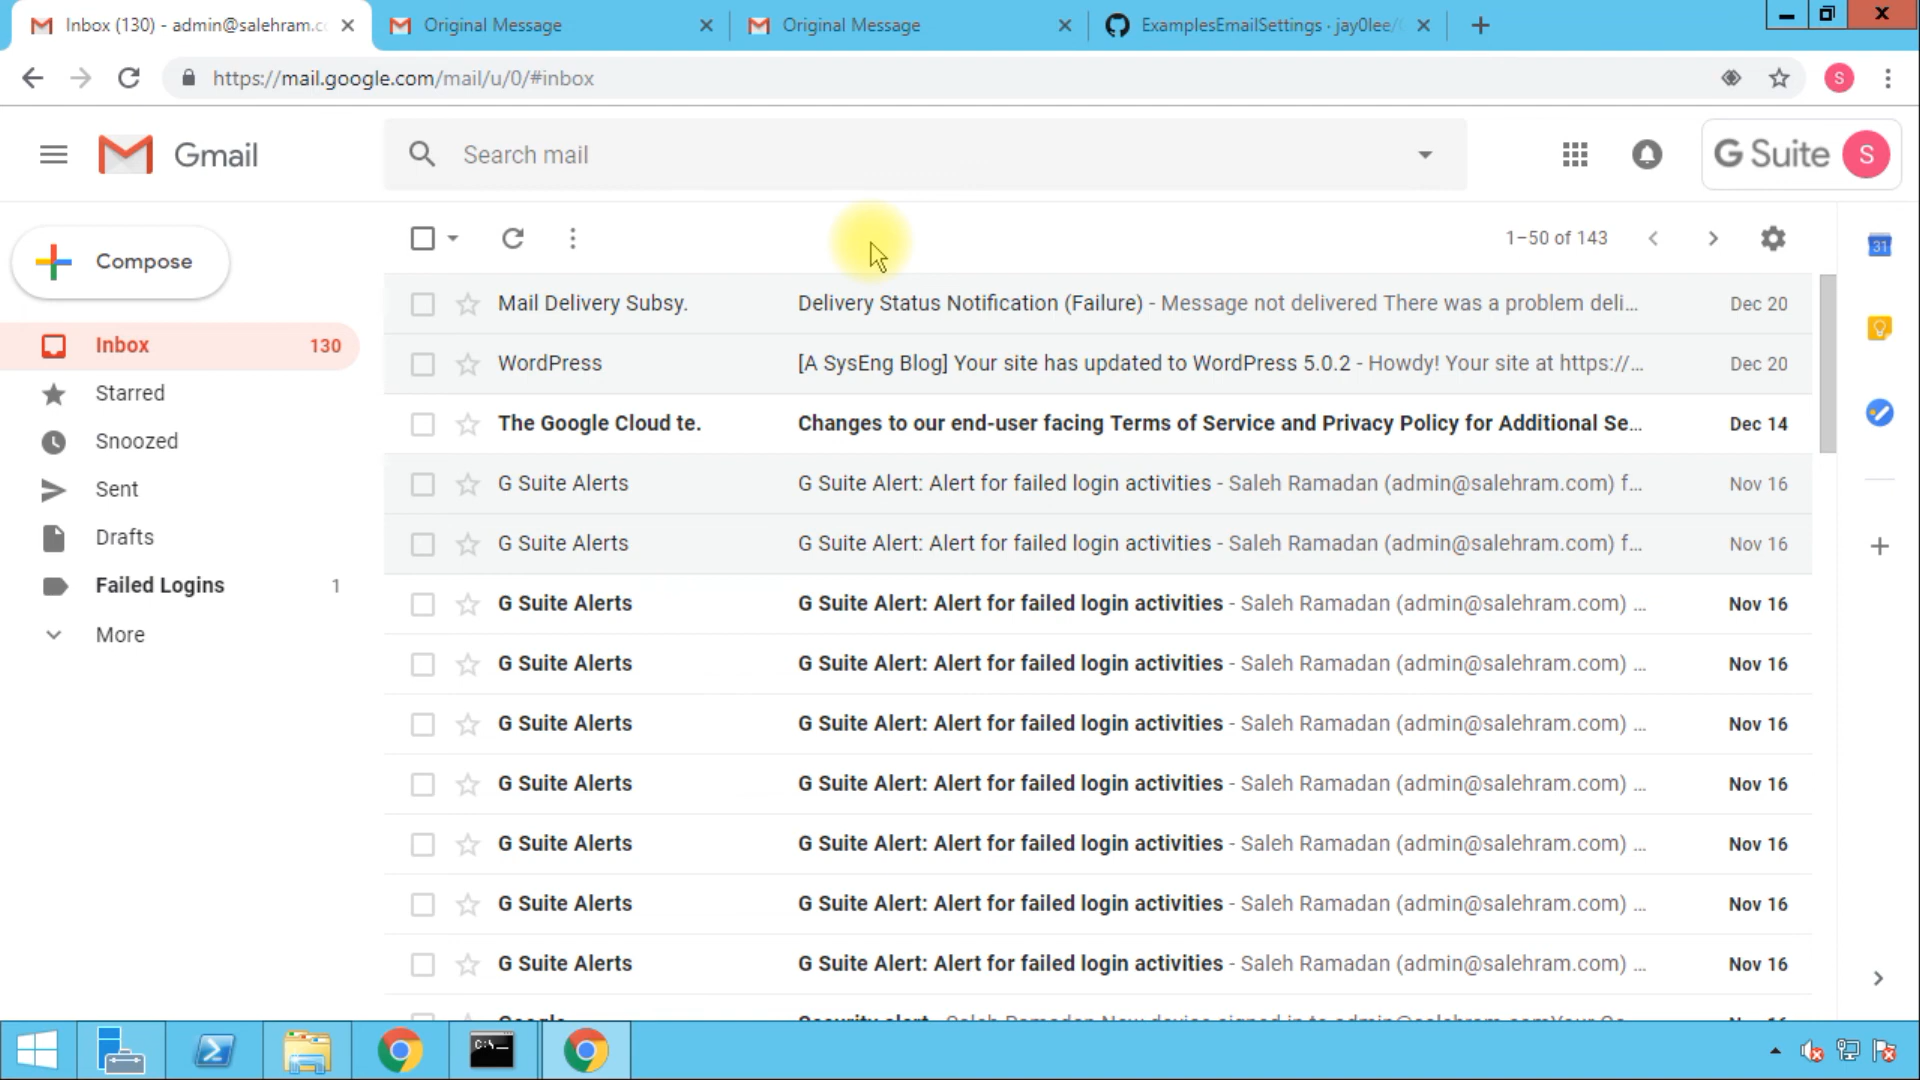 Inbox (130) - admin@salehram.c
Original Message
Original Message
ExamplesEmailSettings · jay0lee/
S
https://mail.google.com/mail/u/0/#inbox
S
Gmail
Search mail
G Suite
S
Compose
1–50 of 143
31
Inbox 130
Starred
Snoozed
Sent
Drafts
Failed Logins 1
More
Mail Delivery Subsy. Delivery Status Notification (Failure) - Message not delivered There was a problem deli... Dec 20
WordPress [A SysEng Blog] Your site has updated to WordPress 5.0.2 - Howdy! Your site at https://... Dec 20
The Google Cloud te. Changes to our end-user facing Terms of Service and Privacy Policy for Additional Se... Dec 14
G Suite Alerts G Suite Alert: Alert for failed login activities - Saleh Ramadan (admin@salehram.com) f... Nov 16
G Suite Alerts G Suite Alert: Alert for failed login activities - Saleh Ramadan (admin@salehram.com) f... Nov 16
G Suite Alerts G Suite Alert: Alert for failed login activities - Saleh Ramadan (admin@salehram.com) ... Nov 16
G Suite Alerts G Suite Alert: Alert for failed login activities - Saleh Ramadan (admin@salehram.com) ... Nov 16
G Suite Alerts G Suite Alert: Alert for failed login activities - Saleh Ramadan (admin@salehram.com) ... Nov 16
G Suite Alerts G Suite Alert: Alert for failed login activities - Saleh Ramadan (admin@salehram.com) ... Nov 16
G Suite Alerts G Suite Alert: Alert for failed login activities - Saleh Ramadan (admin@salehram.com) ... Nov 16
G Suite Alerts G Suite Alert: Alert for failed login activities - Saleh Ramadan (admin@salehram.com) ... Nov 16
G Suite Alerts G Suite Alert: Alert for failed login activities - Saleh Ramadan (admin@salehram.com) ... Nov 16
Google Security alert - Saleh Ramadan New device signed in to